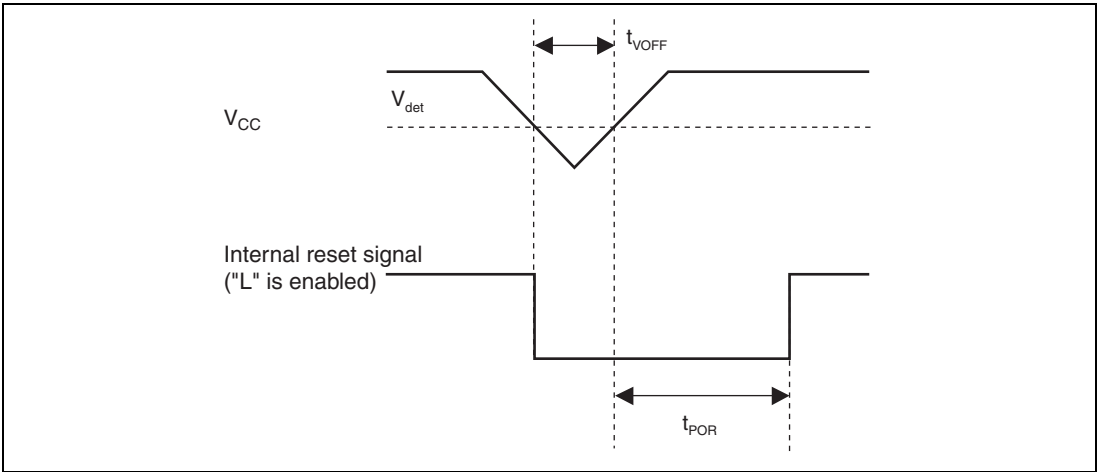 tVOFF
Vdet
VCC
Internal reset signal
("L" is enabled)
tPOR